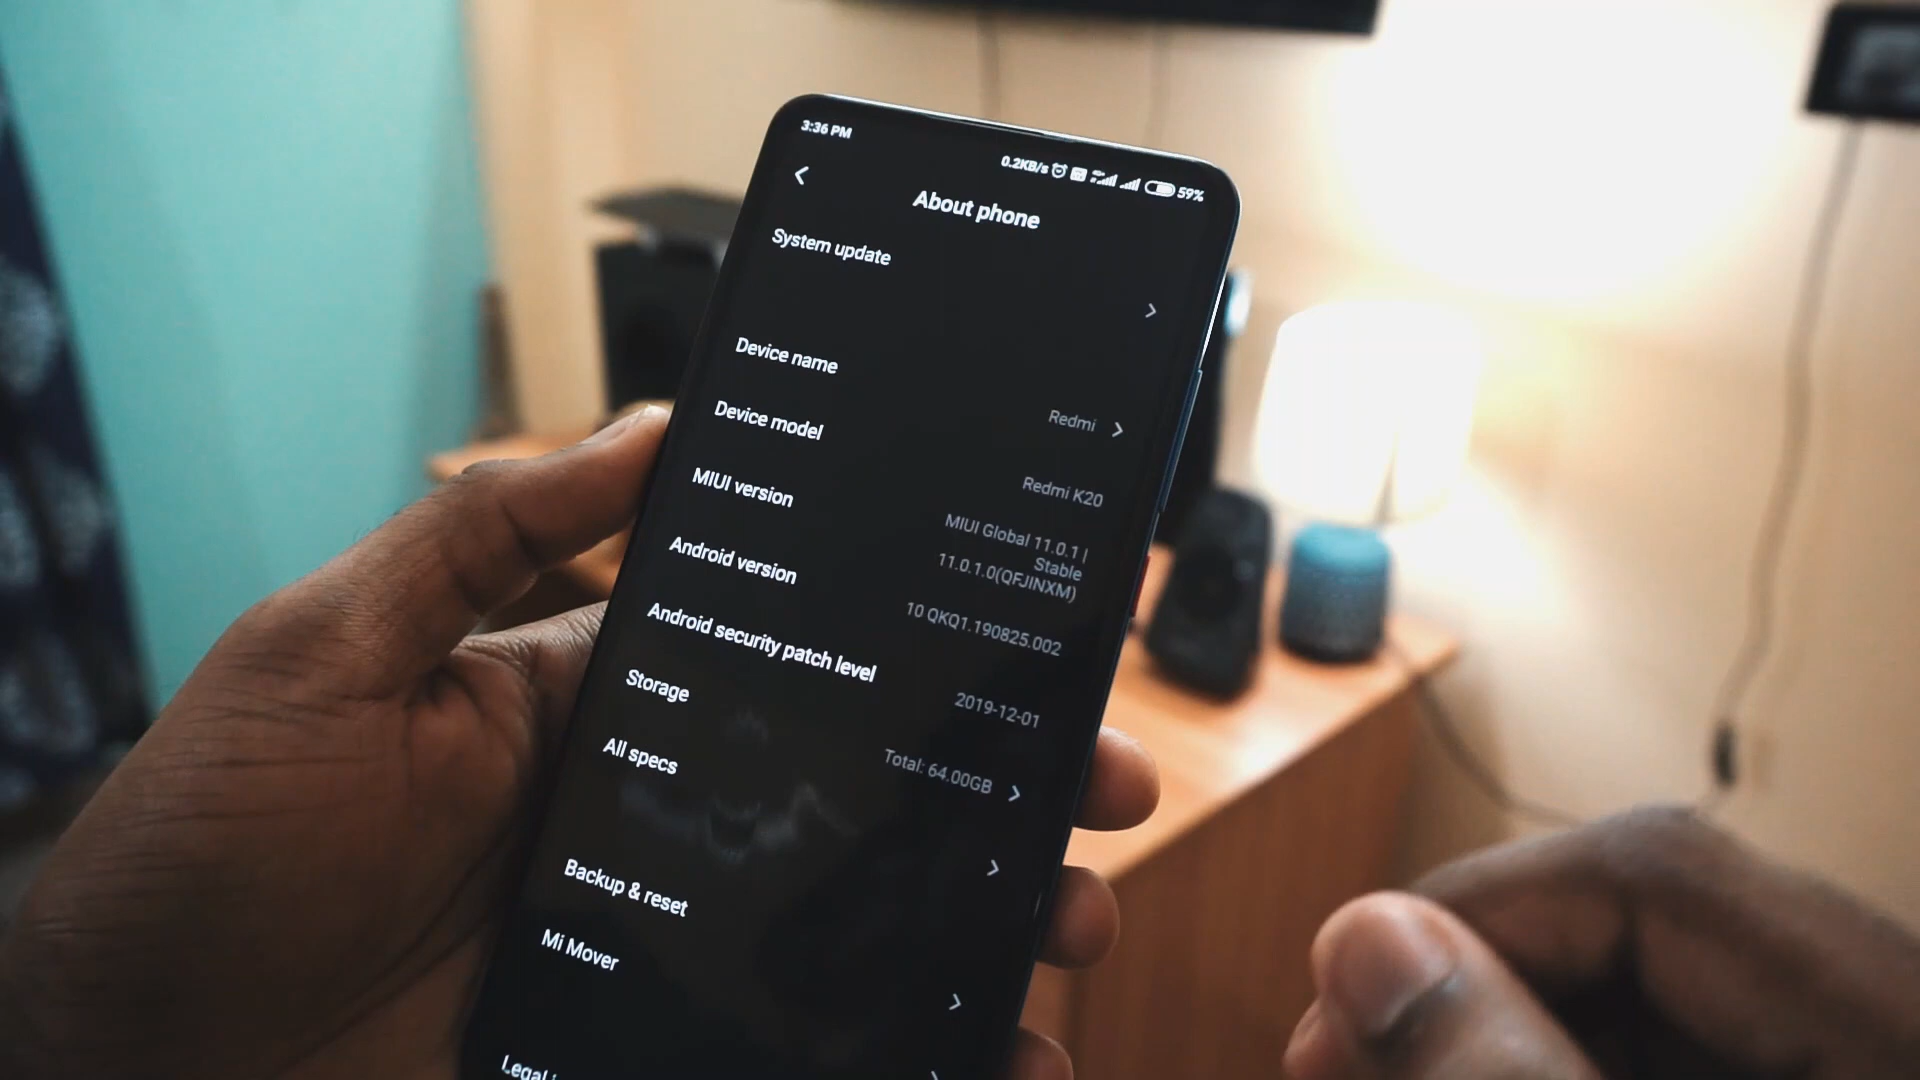 3:36 PM
0.2KB/s 59%
About phone
System update
Device name
Redmi
Device model
Redmi K20
MIUI version
MIUI Global 11.0.1 |
Stable
11.0.1.0(QFJINXM)
Android version
10 QKQ1.190825.002
Android security patch level
2019-12-01
Storage
Total: 64.00GB
All specs
Backup & reset
Mi Mover
Legal